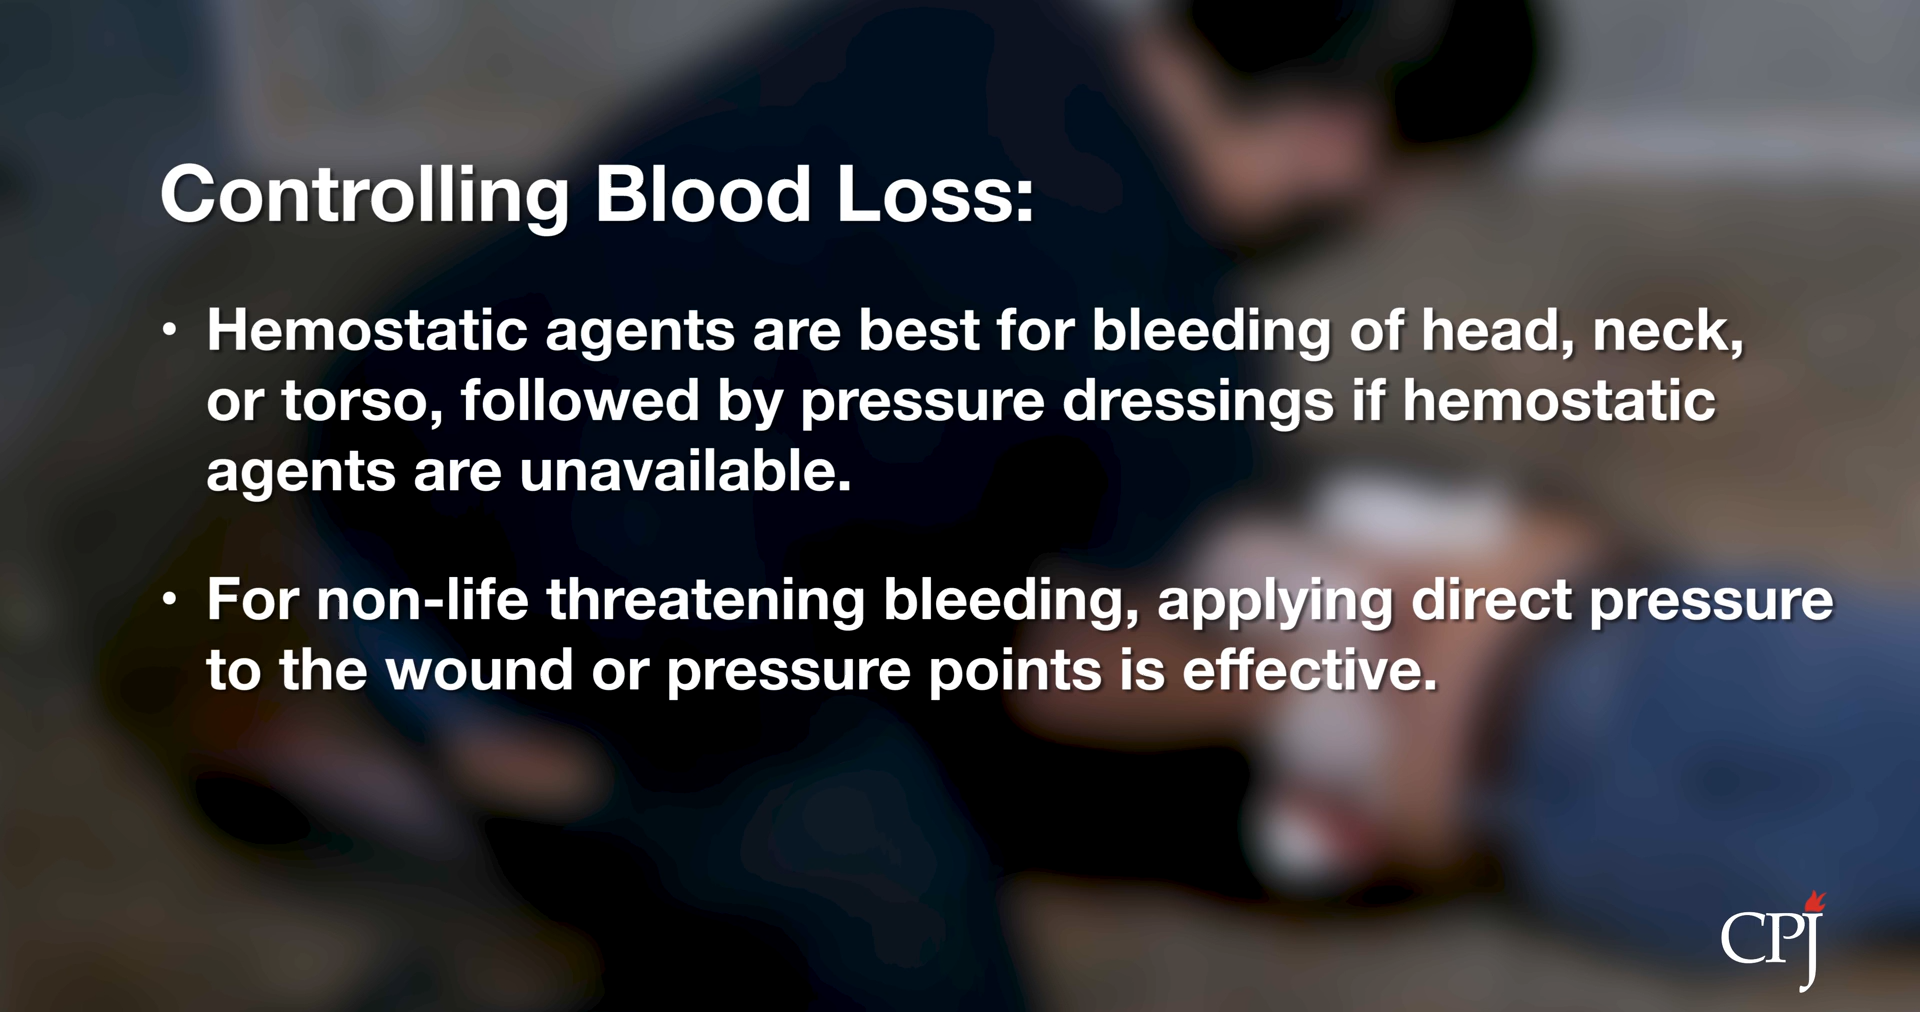 Controlling Blood Loss:
• Hemostatic agents are best for bleeding of head, neck,
or torso, followed by pressure dressings if hemostatic
agents are unavailable.
• For non-life threatening bleeding, applying direct pressure
to the wound or pressure points is effective.
CPJ